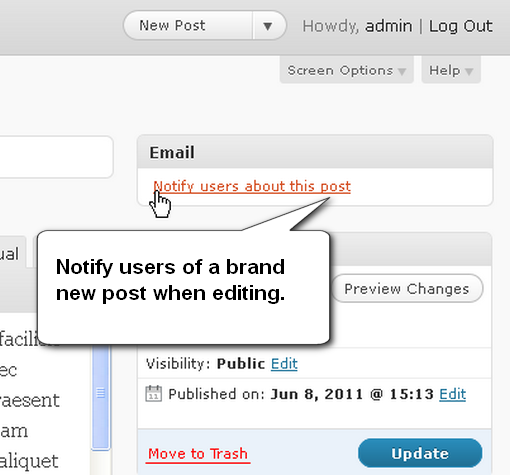 New Post
Howdy, admin | Log Out
Screen Options
Help
Email
Notify users about this post
Notify users of a brand
new post when editing.
Preview Changes
Visibility: Public Edit
Published on: Jun 8, 2011 @ 15:13 Edit
Move to Trash
Update
ual
facilisi
ec
raesent
am
aliquet